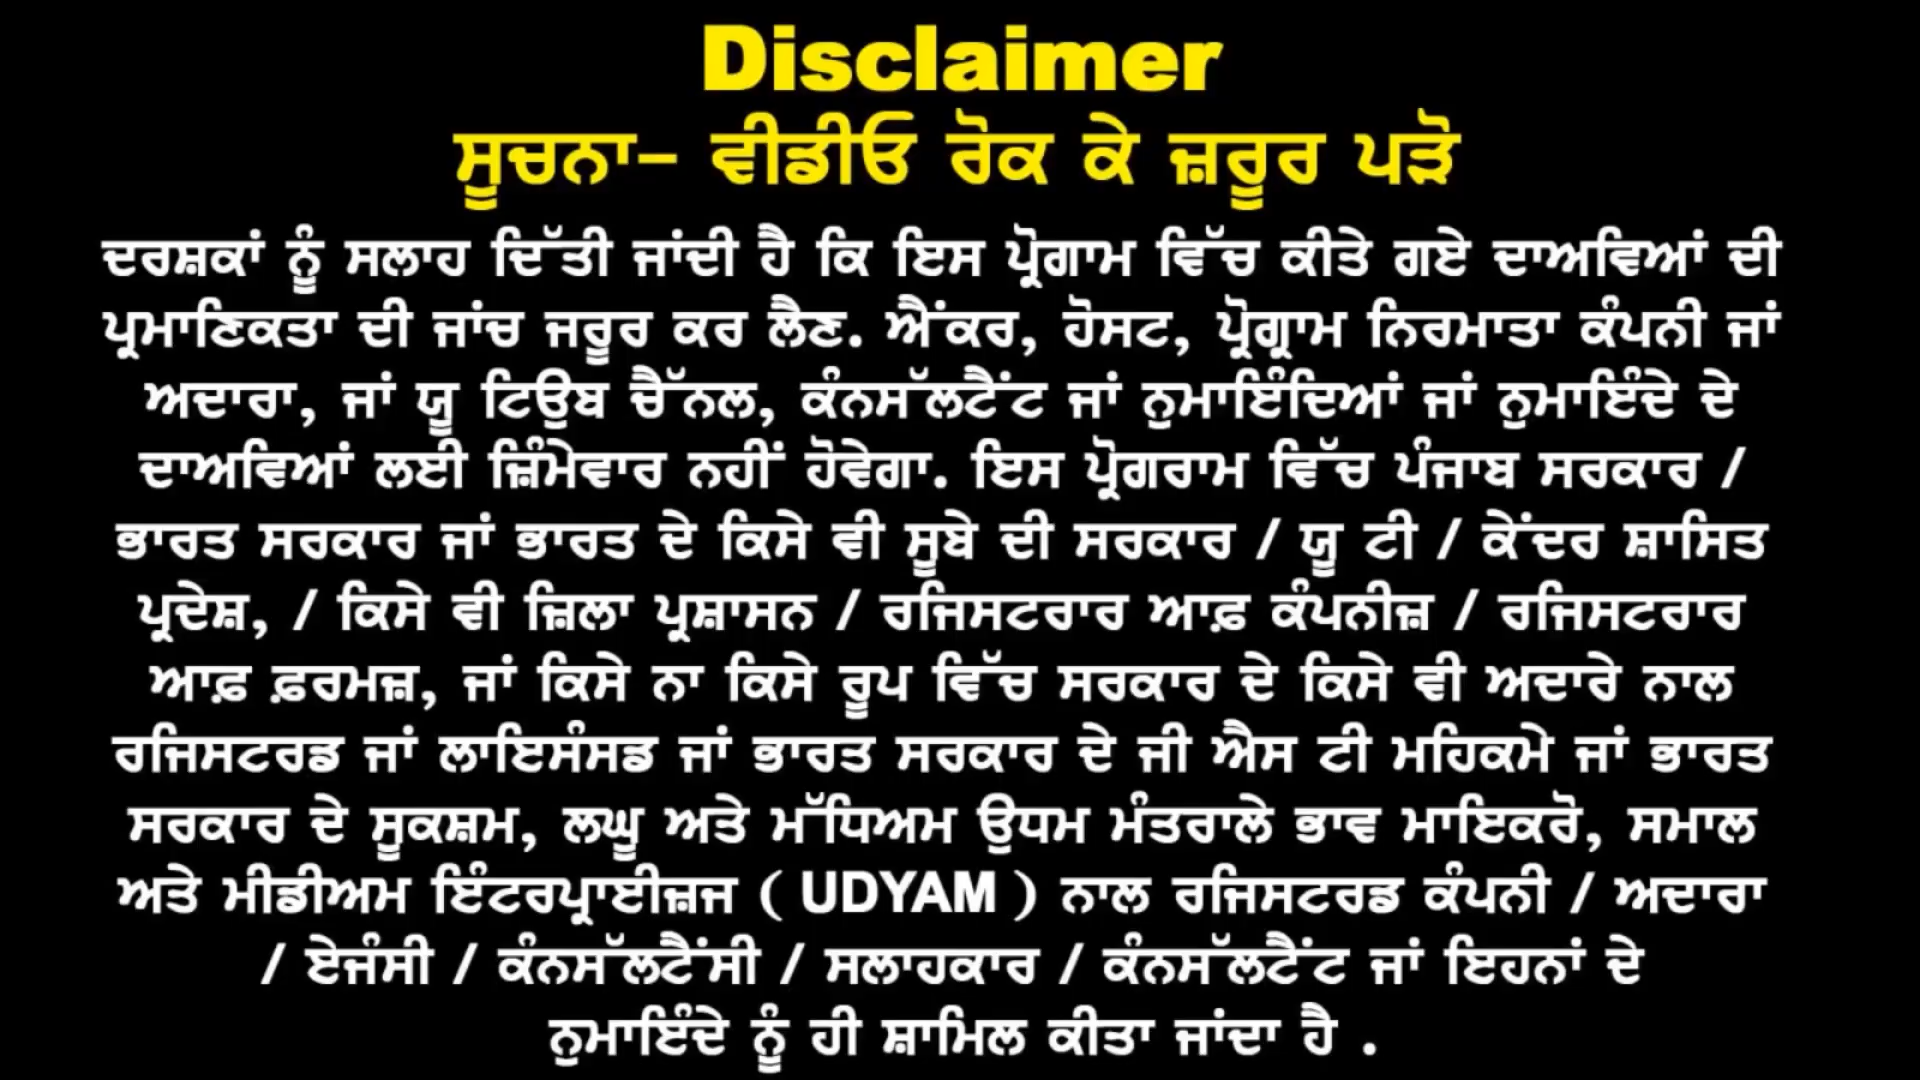 Disclaimer
ਸੂਚਨਾ- ਵੀਡੀਓ ਰੋਕ ਕੇ ਜ਼ਰੂਰ ਪੜੋ
ਦਰਸ਼ਕਾਂ ਨੂੰ ਸਲਾਹ ਦਿੱਤੀ ਜਾਂਦੀ ਹੈ ਕਿ ਇਸ ਪ੍ਰੋਗਾਮ ਵਿੱਚ ਕੀਤੇ ਗਏ ਦਾਅਵਿਆਂ ਦੀ
ਪ੍ਰਮਾਣਿਕਤਾ ਦੀ ਜਾਂਚ ਜਰੂਰ ਕਰ ਲੈਣ. ਐਂਕਰ, ਹੋਸਟ, ਪ੍ਰੋਗ੍ਰਾਮ ਨਿਰਮਾਤਾ ਕੰਪਨੀ ਜਾਂ
ਅਦਾਰਾ, ਜਾਂ ਯੂ ਟਿਉਬ ਚੈੱਨਲ, ਕੰਨਸੱਲਟੈਂਟ ਜਾਂ ਨੁਮਾਇੰਦਿਆਂ ਜਾਂ ਨੁਮਾਇੰਦੇ ਦੇ
ਦਾਅਵਿਆਂ ਲਈ ਜ਼ਿੰਮੇਵਾਰ ਨਹੀਂ ਹੋਵੇਗਾ. ਇਸ ਪ੍ਰੋਗਰਾਮ ਵਿੱਚ ਪੰਜਾਬ ਸਰਕਾਰ /
ਭਾਰਤ ਸਰਕਾਰ ਜਾਂ ਭਾਰਤ ਦੇ ਕਿਸੇ ਵੀ ਸੂਬੇ ਦੀ ਸਰਕਾਰ / ਯੂ ਟੀ / ਕੇਂਦਰ ਸ਼ਾਸਿਤ
ਪ੍ਰਦੇਸ਼, / ਕਿਸੇ ਵੀ ਜ਼ਿਲਾ ਪ੍ਰਸ਼ਾਸਨ / ਰਜਿਸਟਰਾਰ ਆਫ਼ ਕੰਪਨੀਜ਼ / ਰਜਿਸਟਰਾਰ
ਆਫ਼ ਫ਼ਰਮਜ਼, ਜਾਂ ਕਿਸੇ ਨਾ ਕਿਸੇ ਰੂਪ ਵਿੱਚ ਸਰਕਾਰ ਦੇ ਕਿਸੇ ਵੀ ਅਦਾਰੇ ਨਾਲ
ਰਜਿਸਟਰਡ ਜਾਂ ਲਾਇਸੰਸਡ ਜਾਂ ਭਾਰਤ ਸਰਕਾਰ ਦੇ ਜੀ ਐਸ ਟੀ ਮਹਿਕਮੇ ਜਾਂ ਭਾਰਤ
ਸਰਕਾਰ ਦੇ ਸੂਕਸ਼ਮ, ਲਘੂ ਅਤੇ ਮੱਧਿਅਮ ਉਧਮ ਮੰਤਰਾਲੇ ਭਾਵ ਮਾਇਕਰੋ, ਸਮਾਲ
ਅਤੇ ਮੀਡੀਅਮ ਇੰਟਰਪ੍ਰਾਈਜ਼ਜ ( UDYAM ) ਨਾਲ ਰਜਿਸਟਰਡ ਕੰਪਨੀ / ਅਦਾਰਾ
/ ਏਜੰਸੀ / ਕੰਨਸੱਲਟੈਂਸੀ / ਸਲਾਹਕਾਰ / ਕੰਨਸੱਲਟੈਂਟ ਜਾਂ ਇਹਨਾਂ ਦੇ
ਨੁਮਾਇੰਦੇ ਨੂੰ ਹੀ ਸ਼ਾਮਿਲ ਕੀਤਾ ਜਾਂਦਾ ਹੈ .